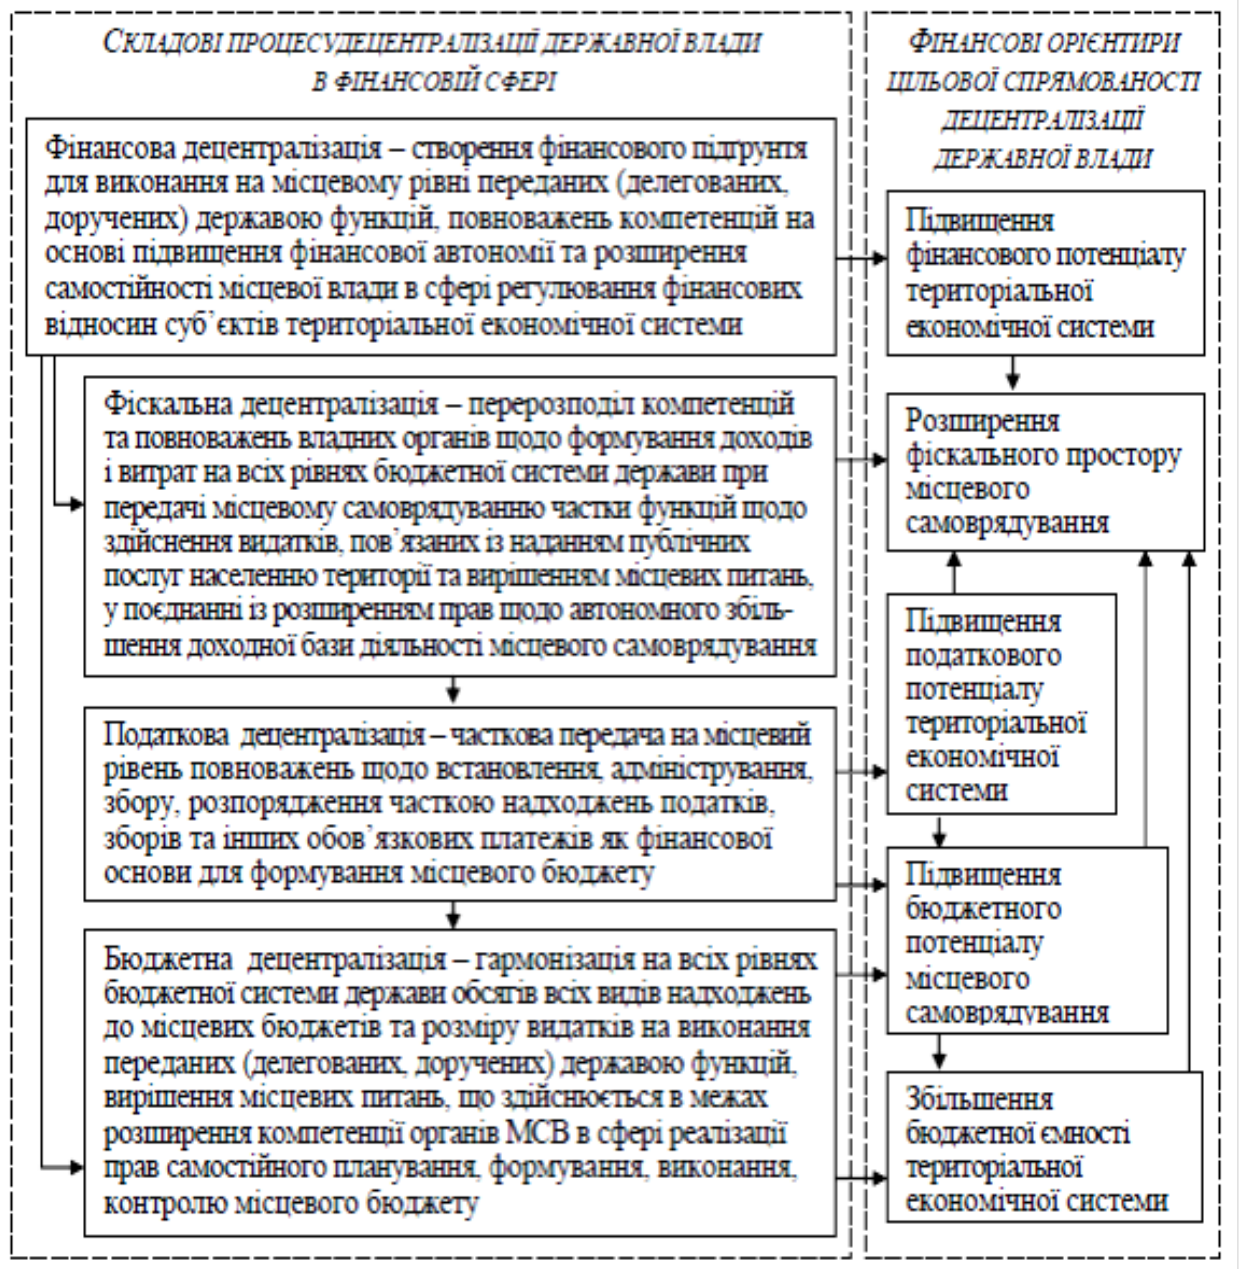 СКЛАДОВІ ПРОЦЕСУДЕЦЕНТРАЛІЗАЦІЇ ДЕРЖАВНОЇ ВЛАДИ
В ФІНАНСОВІЙ СФЕРІ
Фінансова децентралізація – створення фінансового підґрунтя
для виконання на місцевому рівні переданих (делегованих,
доручених) державою функцій, повноважень компетенцій на
основі підвищення фінансової автономії та розширення
самостійності місцевої влади в сфері регулювання фінансових
відносин суб’єктів територіальної економічної системи
Фіскальна децентралізація – перерозподіл компетенцій
та повноважень владних органів щодо формування доходів
і витрат на всіх рівнях бюджетної системи держави при
передачі місцевому самоврядуванню частки функцій щодо
здійснення видатків, пов’язаних із наданням публічних
послуг населенню території та вирішенням місцевих питань,
у поєднанні із розширенням прав щодо автономного збіль-
шення доходної бази діяльності місцевого самоврядування
Податкова децентралізація – часткова передача на місцевий
рівень повноважень щодо встановлення, адміністрування,
збору, розпорядження часткою надходжень податків,
зборів та інших обов’язкових платежів як фінансової
основи для формування місцевого бюджету
Бюджетна децентралізація – гармонізація на всіх рівнях
бюджетної системи держави обсягів всіх видів надходжень
до місцевих бюджетів та розміру видатків на виконання
переданих (делегованих, доручених) державою функцій,
вирішення місцевих питань, що здійснюється в межах
розширення компетенції органів МСВ в сфері реалізації
прав самостійного планування, формування, виконання,
контролю місцевого бюджету
ФІНАНСОВІ ОРІЄНТИРИ
ЦІЛЬОВОЇ СПРЯМОВАНОСТІ
ДЕЦЕНТРАЛІЗАЦІЇ
ДЕРЖАВНОЇ ВЛАДИ
Підвищення
фінансового потенціалу
територіальної
економічної системи
Розширення
фіскального простору
місцевого
самоврядування
Підвищення
податкового
потенціалу
територіальної
економічної
системи
Підвищення
бюджетного
потенціалу
місцевого
самоврядування
Збільшення
бюджетної ємності
територіальної
економічної системи